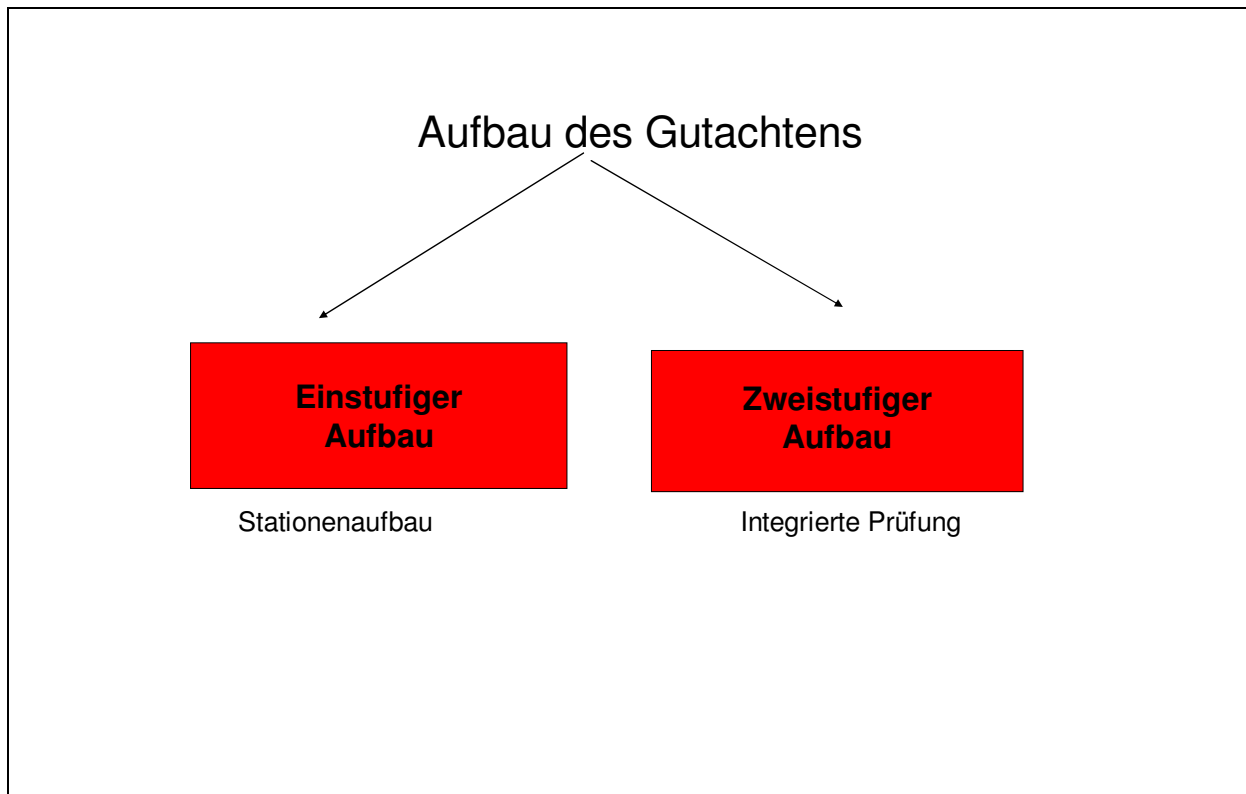 Aufbau des Gutachtens
Einstufiger
Aufbau
Zweistufiger
Aufbau
Stationenaufbau
Integrierte Prüfung